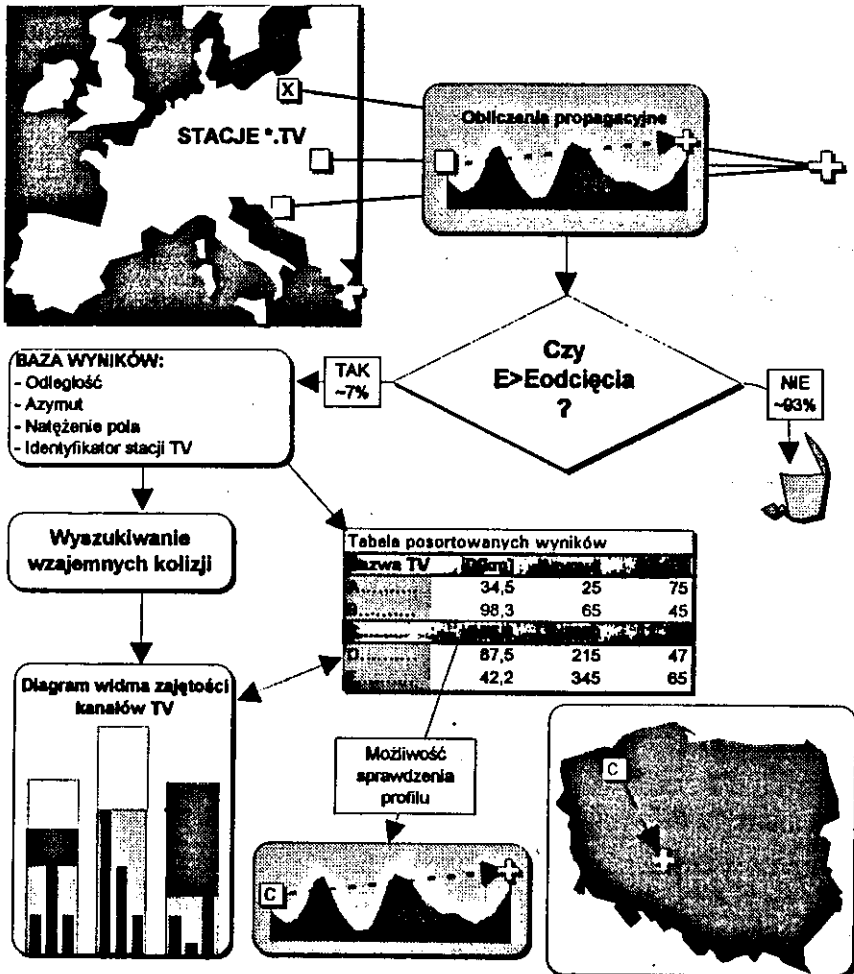 X
STACJE *.TV
Obliczenia propagacyjne
Czy
E>Eodcięcia
?
TAK
~7%
NIE
~93%
BAZA WYNIKÓW:
- Odległość
- Azymut
- Natężenie pola
- Identyfikator stacji TV
Wyszukiwanie
wzajemnych kolizji
Tabela posortowanych wyników
Nazwa TV D[km]
A.......... 34,5 25 75
B.......... 98,3 65 45
D.......... 87,5 215 47
E.......... 42,2 345 65
Diagram widma zajętości
kanałów TV
Możliwość
sprawdzenia
profilu
C
C